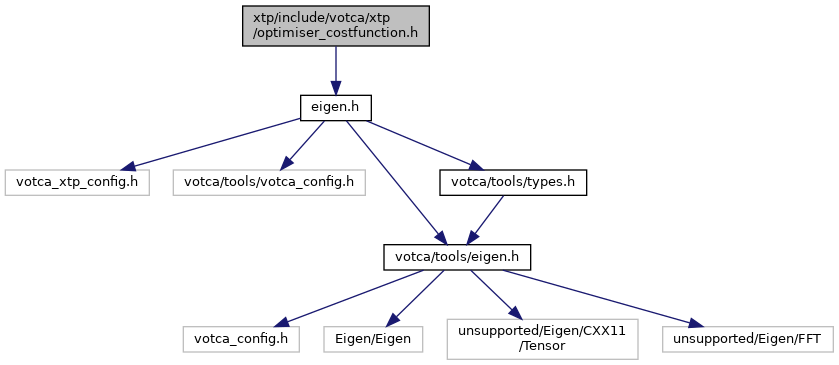 xtp/include/votca/xtp
/optimiser_costfunction.h
eigen.h
votca_xtp_config.h
votca/tools/votca_config.h
votca/tools/types.h
votca/tools/eigen.h
votca_config.h
Eigen/Eigen
unsupported/Eigen/CXX11
/Tensor
unsupported/Eigen/FFT